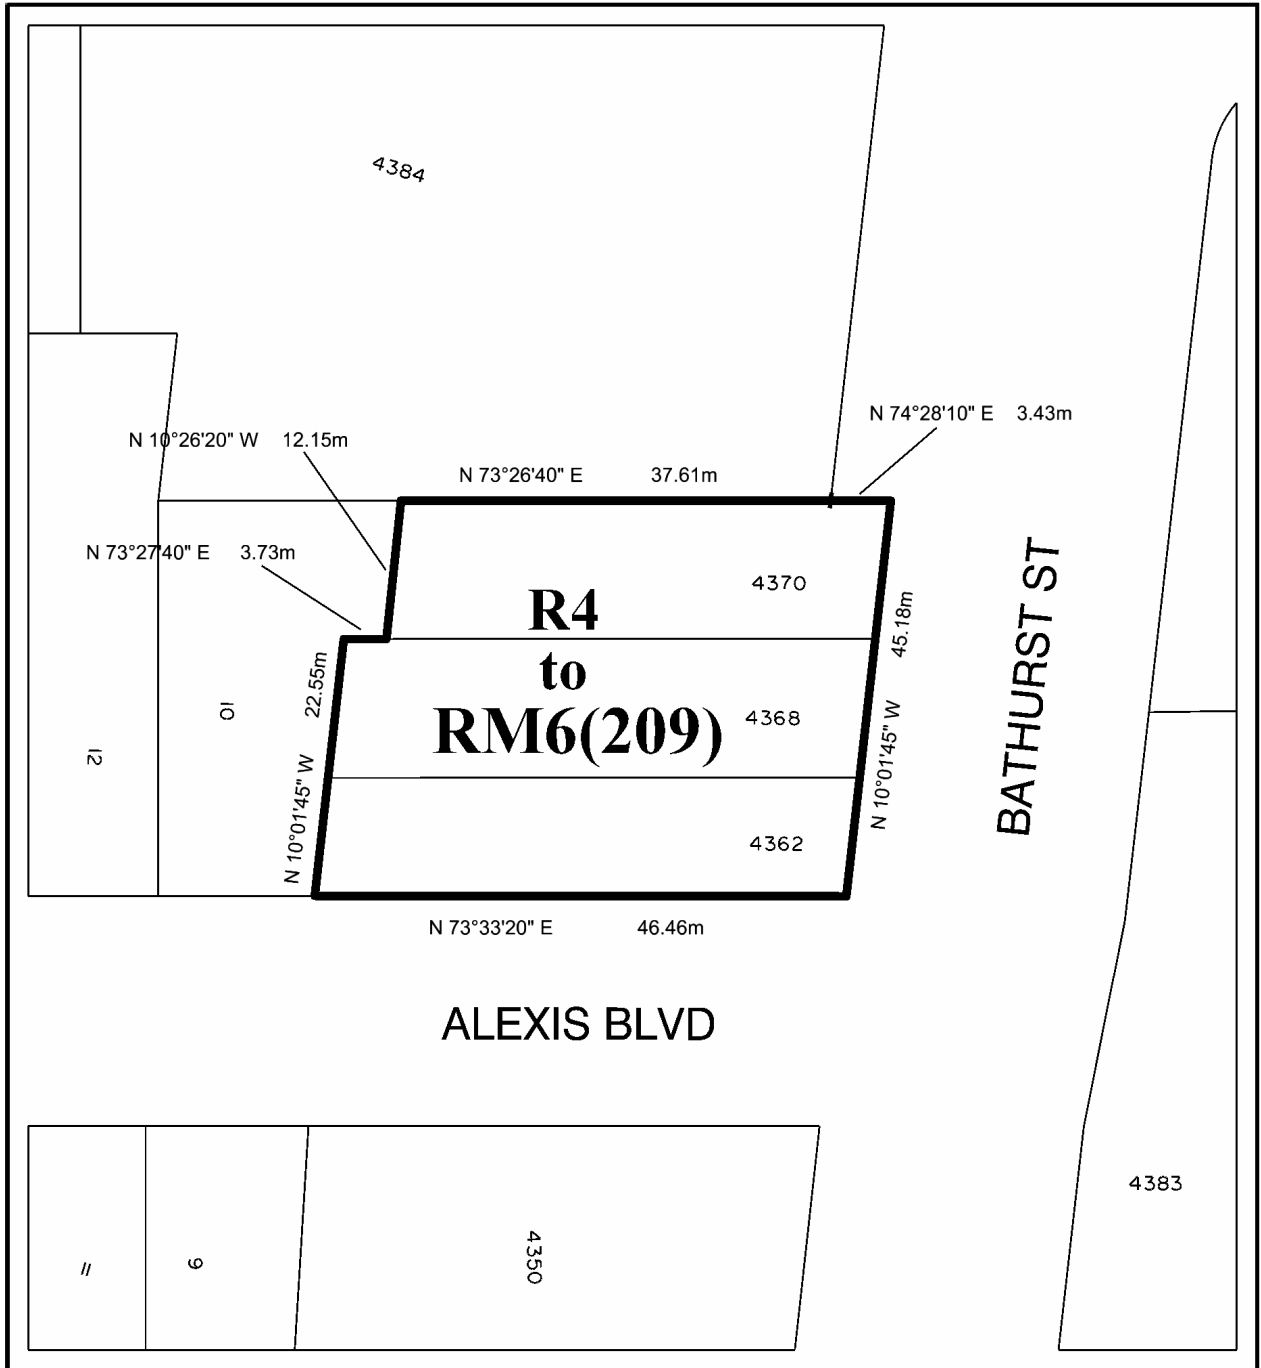 4384
N 74°28'10" E 3.43m
N 10°26'20" W 12.15m
N 73°26'40" E 37.61m
N 73°27'40" E 3.73m
4370
R4
to
RM6(209)
45.18m
N 10°01'45" W
BATHURST ST
22.55m
N 10°01'45" W
10
12
4368
4362
N 73°33'20" E 46.46m
ALEXIS BLVD
4383
11
9
4350